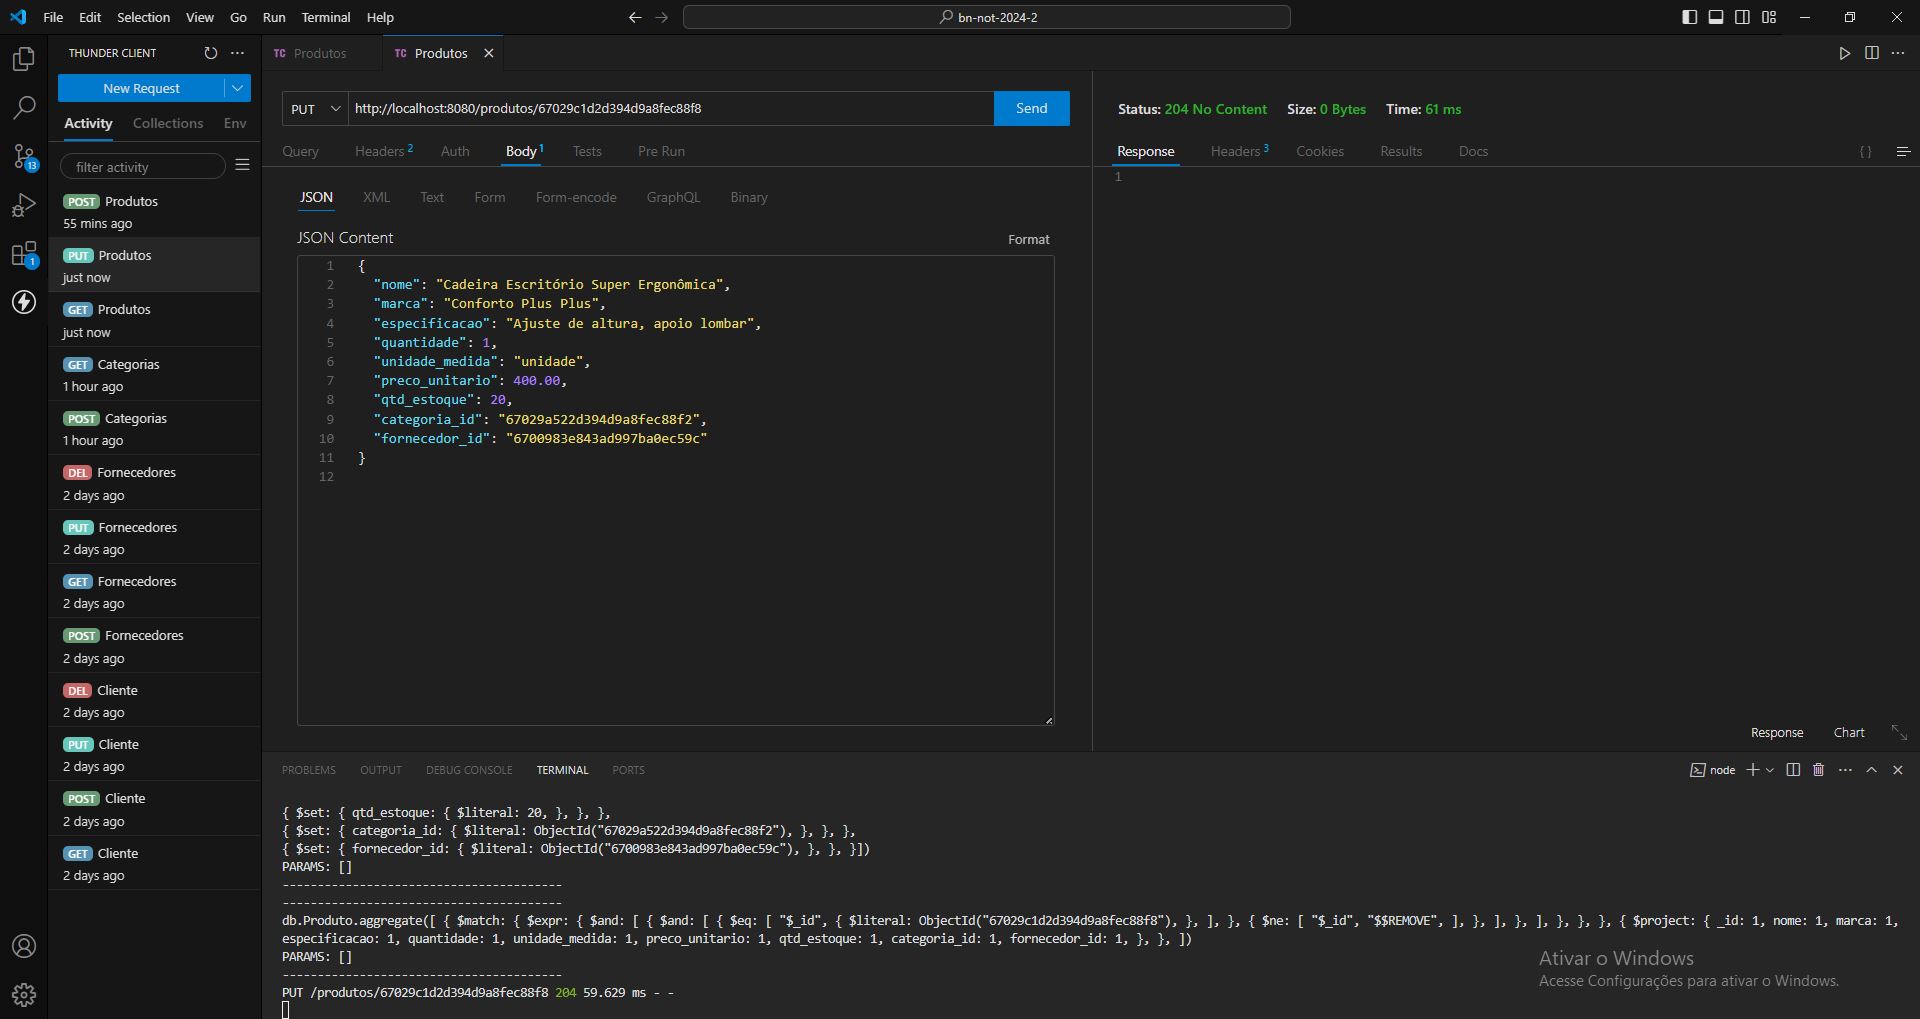 File Edit Selection View Go Run Terminal Help
bn-not-2024-2
THUNDER CLIENT
New Request
Activity Collections Env
filter activity
POST Produtos
55 mins ago
PUT Produtos
just now
GET Produtos
just now
GET Categorias
1 hour ago
POST Categorias
1 hour ago
DEL Fornecedores
2 days ago
PUT Fornecedores
2 days ago
GET Fornecedores
2 days ago
POST Fornecedores
2 days ago
DEL Cliente
2 days ago
PUT Cliente
2 days ago
POST Cliente
2 days ago
GET Cliente
2 days ago
13
1
TC Produtos
TC Produtos
PUT http://localhost:8080/produtos/67029c1d2d394d9a8fec88f8 Send
Query Headers 2 Auth Body 1 Tests Pre Run
JSON XML Text Form Form-encode GraphQL Binary
JSON Content
Format
1 {
2 "nome": "Cadeira Escritório Super Ergonômica",
3 "marca": "Conforto Plus Plus",
4 "especificacao": "Ajuste de altura, apoio lombar",
5 "quantidade": 1,
6 "unidade_medida": "unidade",
7 "preco_unitario": 400.00,
8 "qtd_estoque": 20,
9 "categoria_id": "67029a522d394d9a8fec88f2",
10 "fornecedor_id": "6700983e843ad997ba0ec59c"
11 }
12
Status: 204 No Content Size: 0 Bytes Time: 61 ms
Response Headers 3 Cookies Results Docs
{ }
1
Response Chart
PROBLEMS OUTPUT DEBUG CONSOLE TERMINAL PORTS
node
{ $set: { qtd_estoque: { $literal: 20, }, }, },
{ $set: { categoria_id: { $literal: ObjectId("67029a522d394d9a8fec88f2"), }, }, },
{ $set: { fornecedor_id: { $literal: ObjectId("6700983e843ad997ba0ec59c"), }, }, }])
PARAMS: []
---------------------------------------
---------------------------------------
db.Produto.aggregate([ { $match: { $expr: { $and: [ { $and: [ { $eq: [ "$_id", { $literal: ObjectId("67029c1d2d394d9a8fec88f8"), }, ], }, { $ne: [ "$_id", "$$REMOVE", ], }, ], }, ], }, }, }, { $project: { _id: 1, nome: 1, marca: 1,
especificacao: 1, quantidade: 1, unidade_medida: 1, preco_unitario: 1, qtd_estoque: 1, categoria_id: 1, fornecedor_id: 1, }, }, ])
PARAMS: []
---------------------------------------
PUT /produtos/67029c1d2d394d9a8fec88f8 204 59.629 ms - -
Ativar o Windows
Acesse Configurações para ativar o Windows.